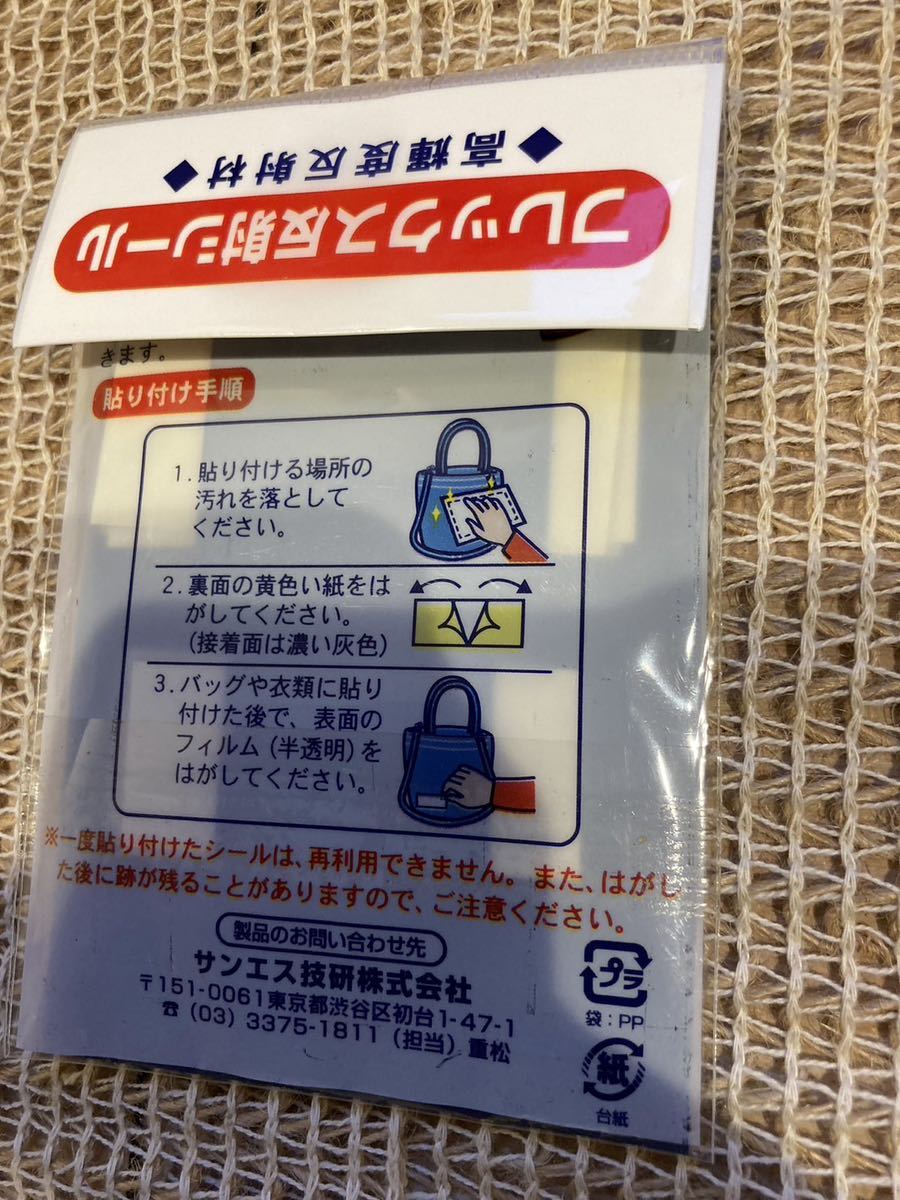 ◆高輝度反射材◆
フレックス反射シール
きます。
貼り付け手順
1. 貼り付ける場所の
汚れを落として
ください。
2. 裏面の黄色い紙をは
がしてください。
(接着面は濃い灰色)
3. バッグや衣類に貼り
付けた後で、表面の
フィルム(半透明)を
はがしてください。
※一度貼り付けたシールは、再利用できません。また、はがし
た後に跡が残ることがありますので、ご注意ください。
製品のお問い合わせ先
サンエス技研株式会社
〒151-0061東京都渋谷区初台1-47-1
☎ (03) 3375-1811 (担当) 重松
プラ
袋:PP
紙
台紙